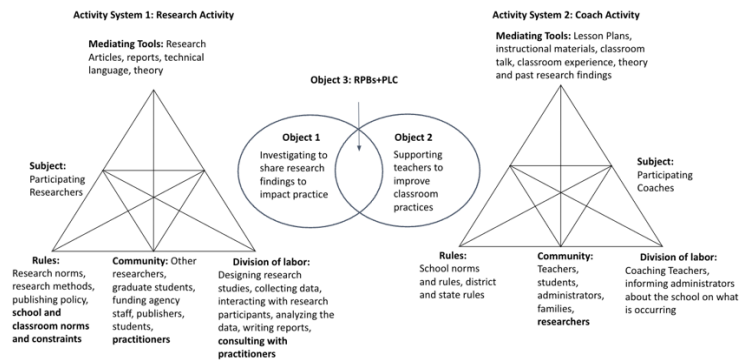 Activity System 1: Research Activity
Mediating Tools: Research
Articles, reports, technical
language, theory
Subject:
Participating
Researchers
Rules:
Research norms,
research methods,
publishing policy,
school and
classroom norms
and constraints
Community: Other
researchers,
graduate students,
funding agency
staff, publishers,
students,
practitioners
Division of labor:
Designing research
studies, collecting data,
interacting with research
participants, analyzing the
data, writing reports,
consulting with
practitioners
Object 3: RPBs+PLC
Object 1
Investigating to
share research
findings to
impact practice
Object 2
Supporting
teachers to
improve
classroom
practices
Activity System 2: Coach Activity
Mediating Tools: Lesson Plans,
instructional materials, classroom
talk, classroom experience, theory
and past research findings
Subject:
Participating
Coaches
Rules:
School norms
and rules, district
and state rules
Community:
Teachers,
students,
administrators,
families,
researchers
Division of labor:
Coaching Teachers,
informing administrators
about the school on what
is occurring